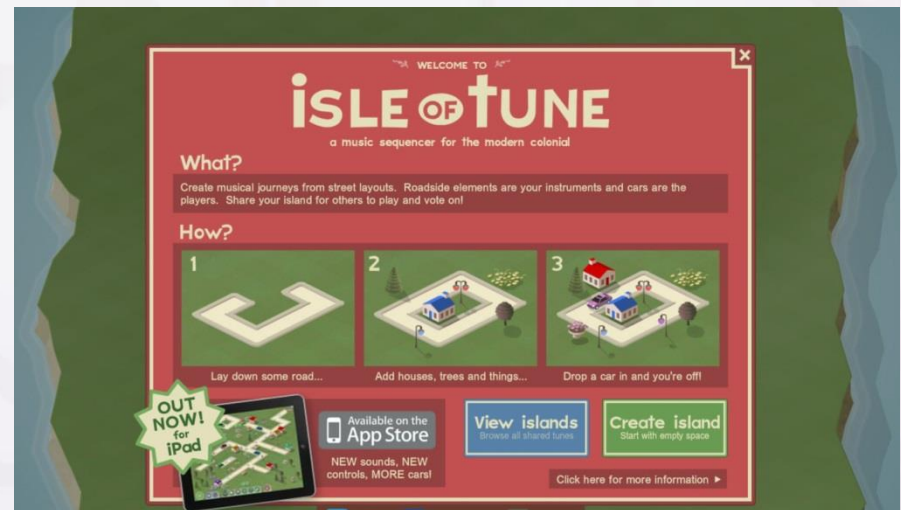 WELCOME TO
iSLE OF tUNE
a music sequencer for the modern colonial
What?
Create musical journeys from street layouts. Roadside elements are your instruments and cars are the
players. Share your island for others to play and vote on!
How?
1
2
3
Lay down some road...
Add houses, trees and things...
Drop a car in and you're off!
OUT
NOW!
for
iPad
Available on the
App Store
NEW sounds, NEW
controls, MORE cars!
View islands
Browse all shared tunes
Create island
Start with empty space
Click here for more information ►